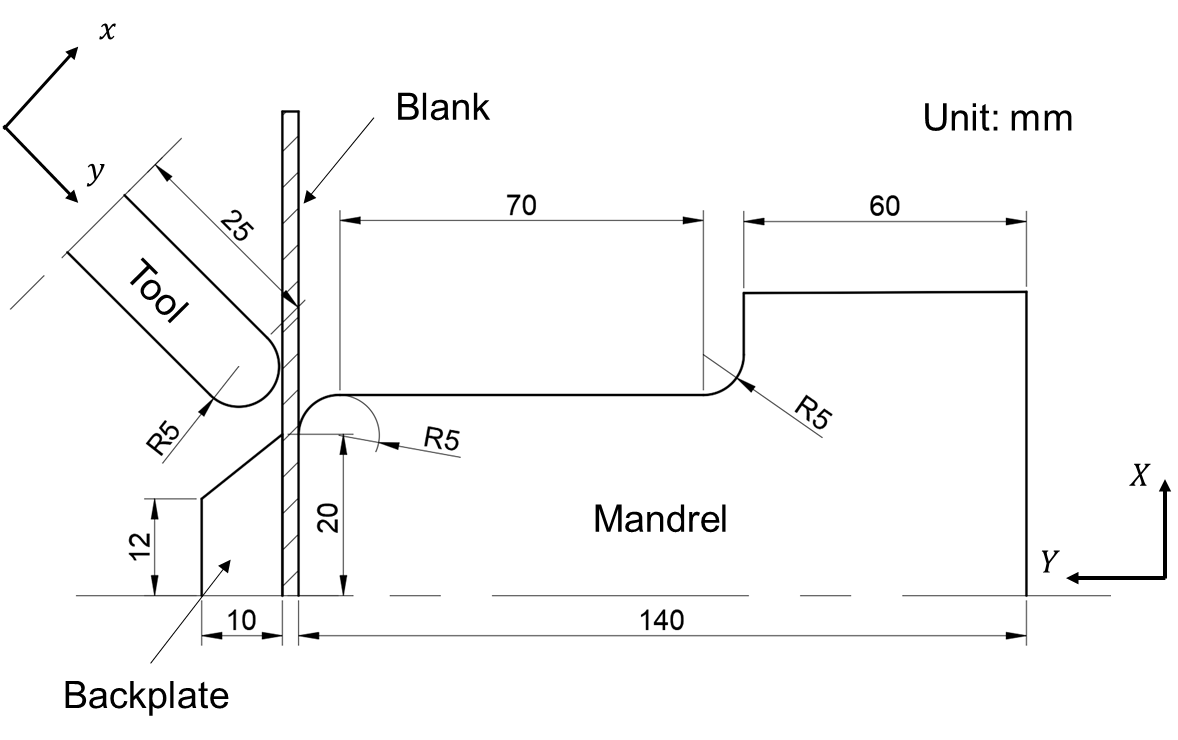 x
Blank
Unit: mm
y
25
70
60
Tool
R5
R5
R5
X
20
Mandrel
12
Y
10
140
Backplate